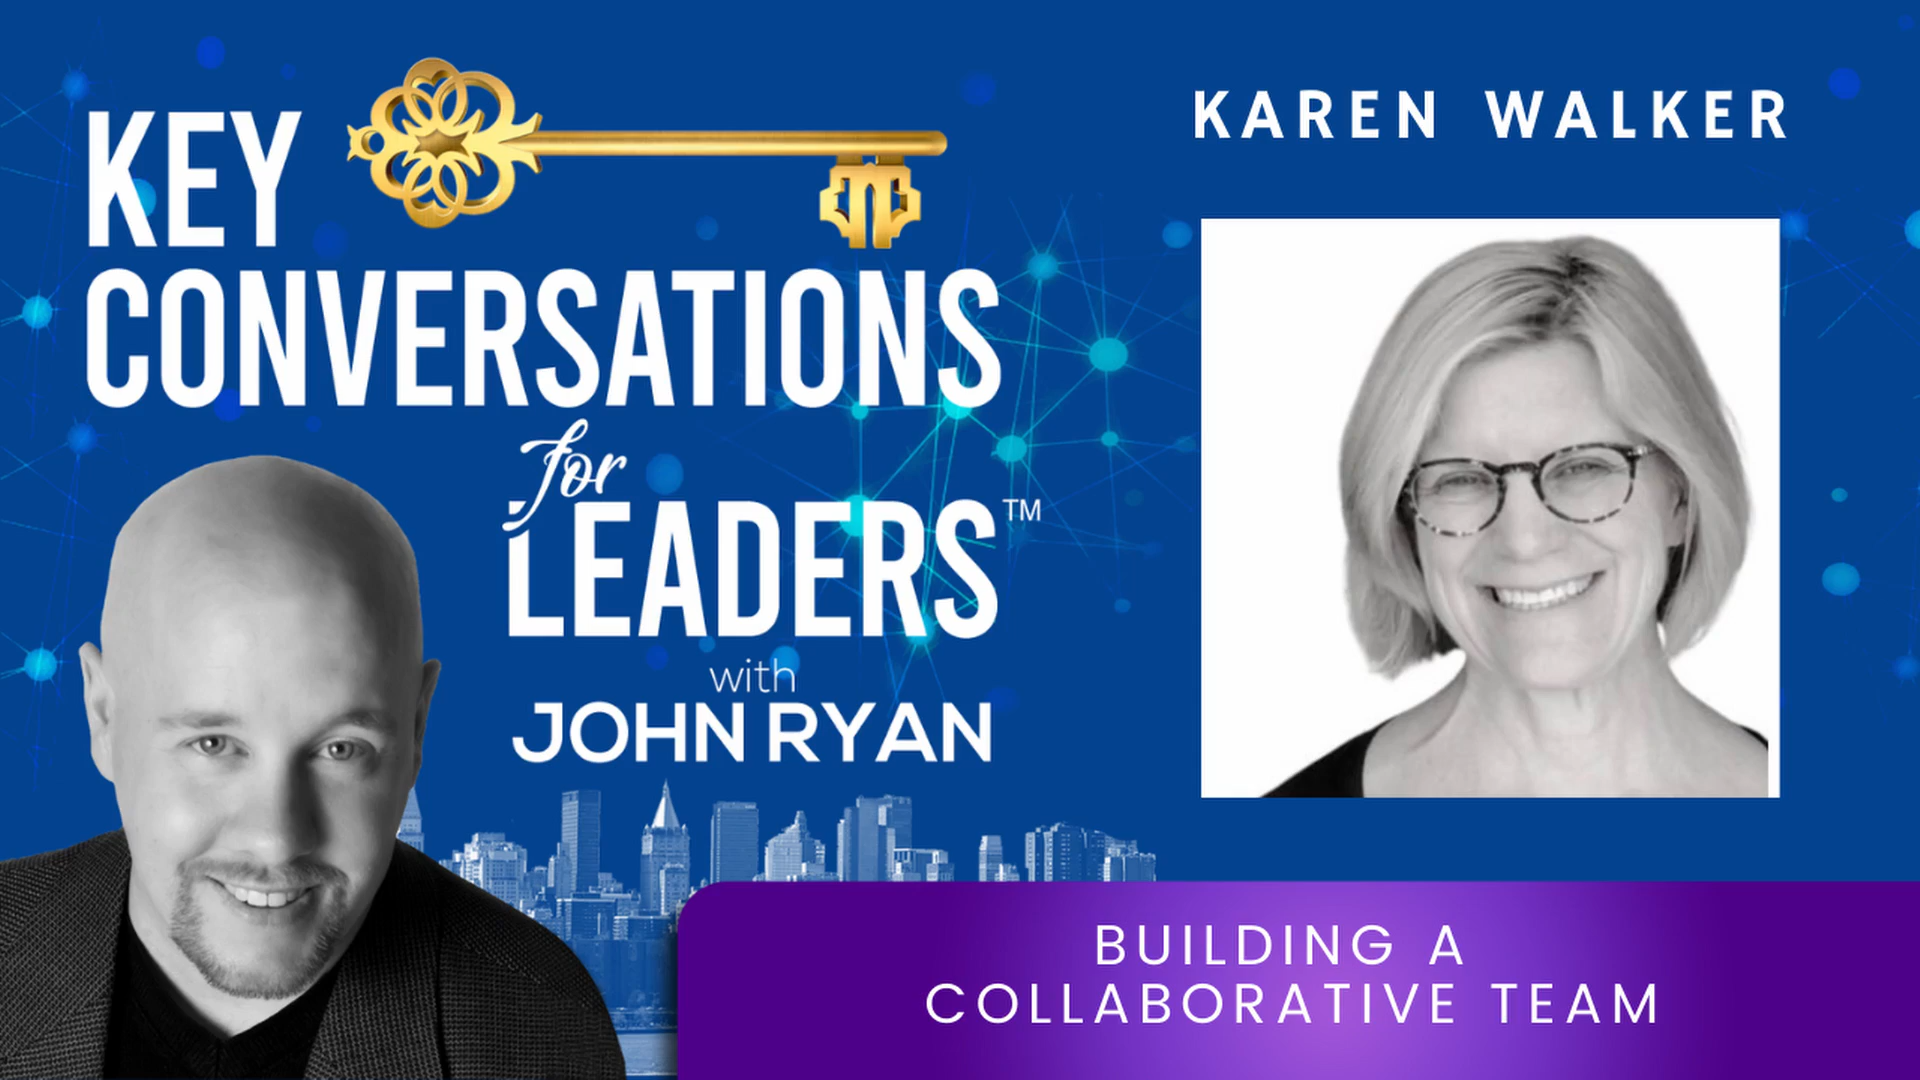 KEY
CONVERSATIONS
for
LEADERS™
with
JOHN RYAN
KAREN WALKER
BUILDING A
COLLABORATIVE TEAM